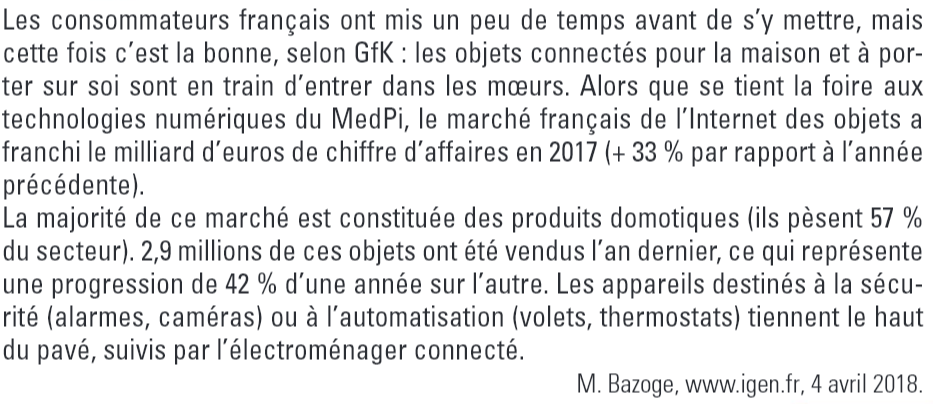 Les consommateurs français ont mis un peu de temps avant de s’y mettre, mais
cette fois c’est la bonne, selon GfK : les objets connectés pour la maison et à por-
ter sur soi sont en train d’entrer dans les mœurs. Alors que se tient la foire aux
technologies numériques du MedPi, le marché français de l’Internet des objets a
franchi le milliard d’euros de chiffre d’affaires en 2017 (+ 33 % par rapport à l’année
précédente).
La majorité de ce marché est constituée des produits domotiques (ils pèsent 57 %
du secteur). 2,9 millions de ces objets ont été vendus l’an dernier, ce qui représente
une progression de 42 % d’une année sur l’autre. Les appareils destinés à la sécu-
rité (alarmes, caméras) ou à l’automatisation (volets, thermostats) tiennent le haut
du pavé, suivis par l’électroménager connecté.
M. Bazoge, www.igen.fr, 4 avril 2018.